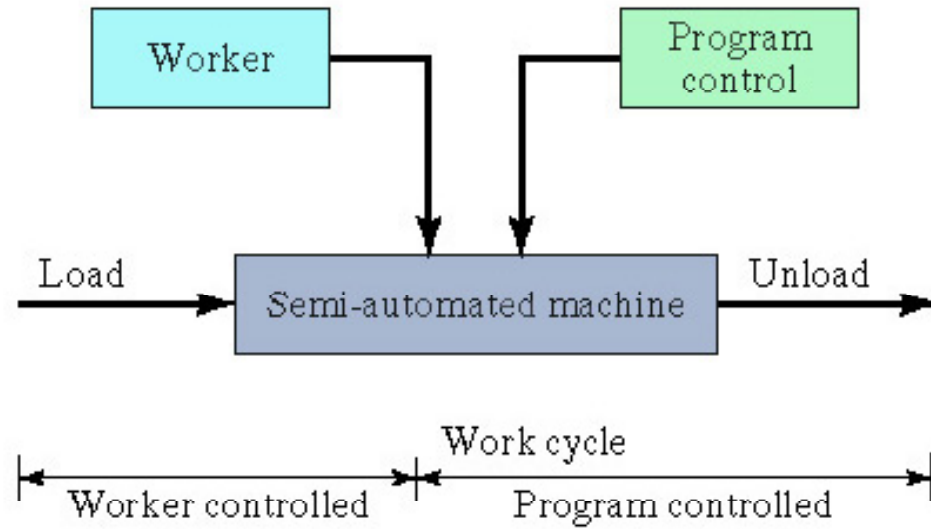 Worker
Program
control
Load
Semi-automated machine
Unload
Work cycle
Worker controlled
Program controlled